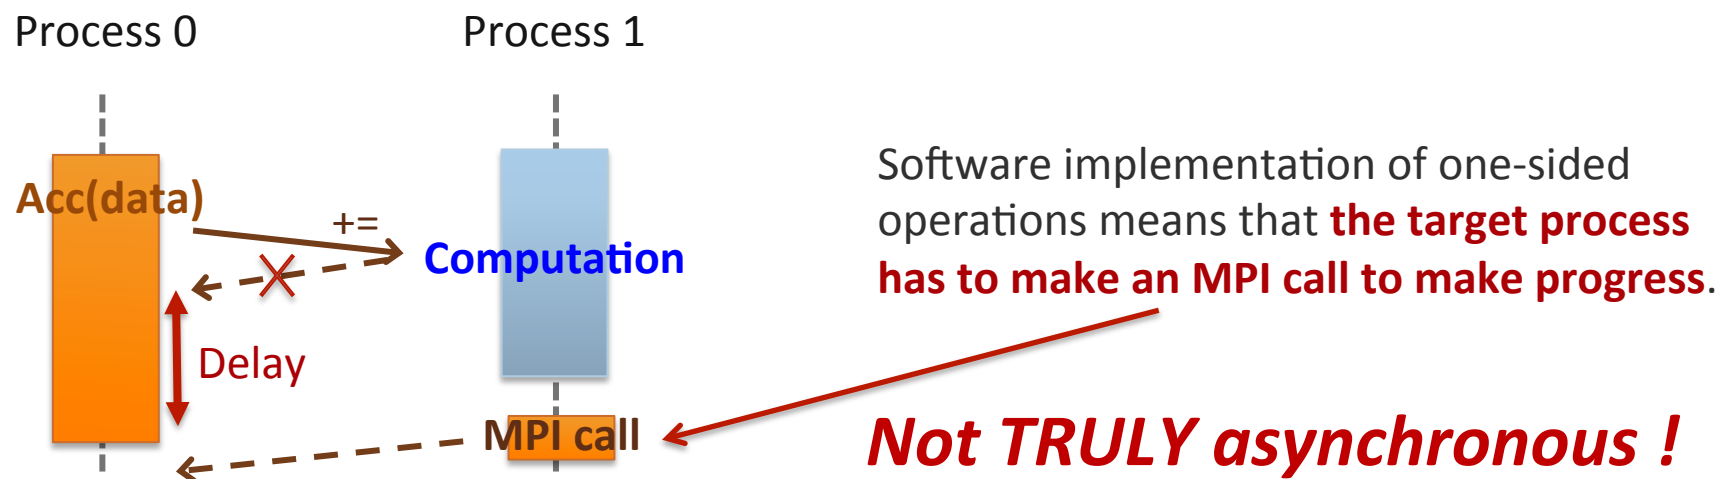 Process 0
Process 1
Acc(data)
+=
Computation
Delay
MPI call
Software implementation of one-sided
operations means that the target process
has to make an MPI call to make progress.
Not TRULY asynchronous !